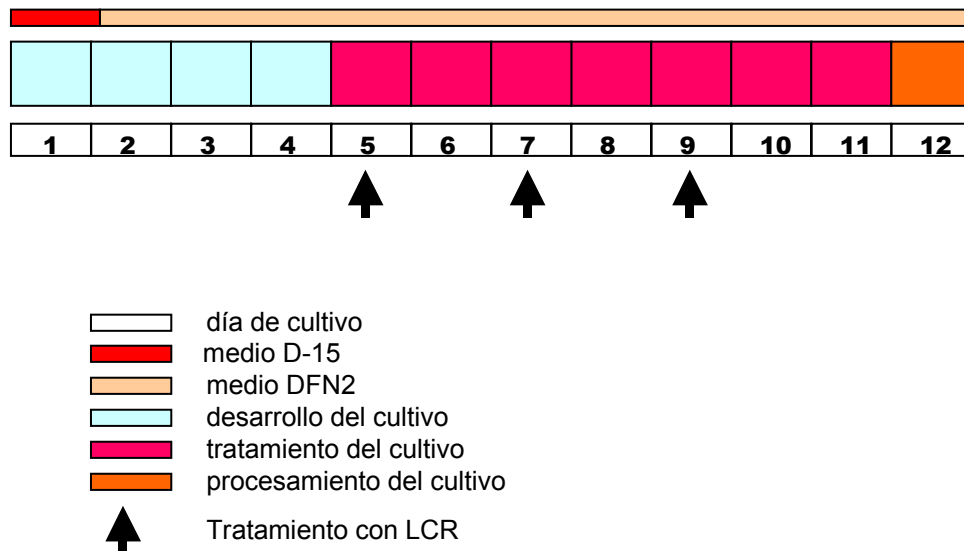 1 2 3 4 5 6 7 8 9 10 11 12
día de cultivo
medio D-15
medio DFN2
desarrollo del cultivo
tratamiento del cultivo
procesamiento del cultivo
Tratamiento con LCR